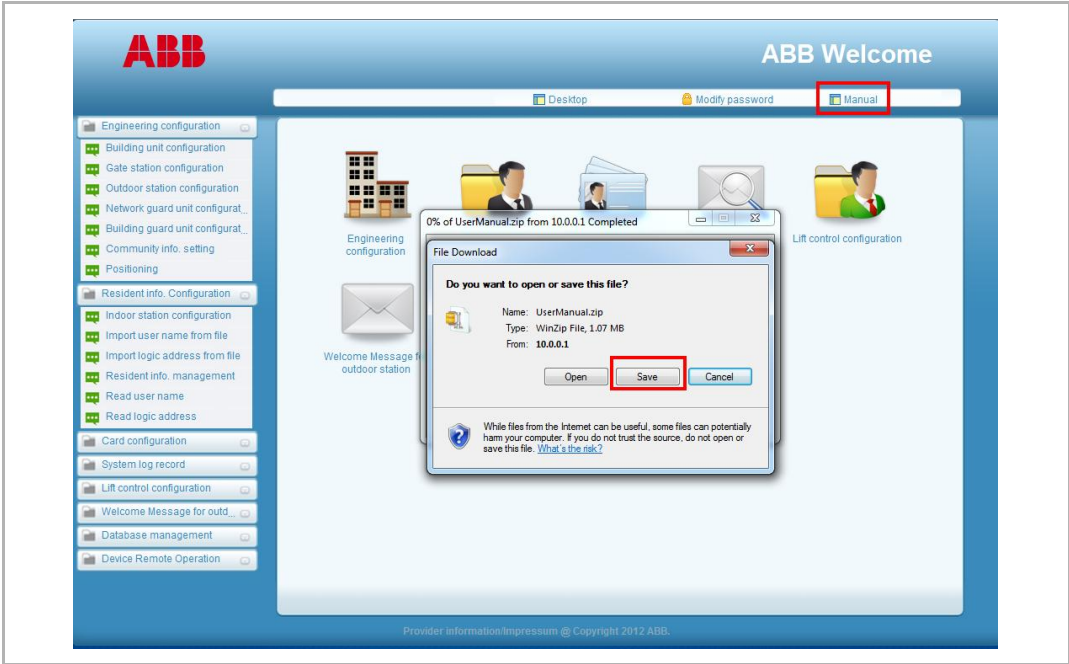 ABB
ABB Welcome
Desktop
Modify password
Manual
Engineering configuration
Building unit configuration
Gate station configuration
Outdoor station configuration
Network guard unit configurat...
Building guard unit configurat...
Community info. setting
Positioning
Resident info. Configuration
Indoor station configuration
Import user name from file
Import logic address from file
Resident info. management
Read user name
Read logic address
Card configuration
System log record
Lift control configuration
Welcome Message for outd...
Database management
Device Remote Operation
Engineering
configuration
Lift control configuration
Welcome Message f
outdoor station
0% of UserManual.zip from 10.0.0.1 Completed
File Download
Do you want to open or save this file?
Name: UserManual.zip
Type: WinZip File, 1.07 MB
From: 10.0.0.1
Open
Save
Cancel
While files from the Internet can be useful, some files can potentially
harm your computer. If you do not trust the source, do not open or
save this file. What's the risk?
Provider information/Impressum @ Copyright 2012 ABB.